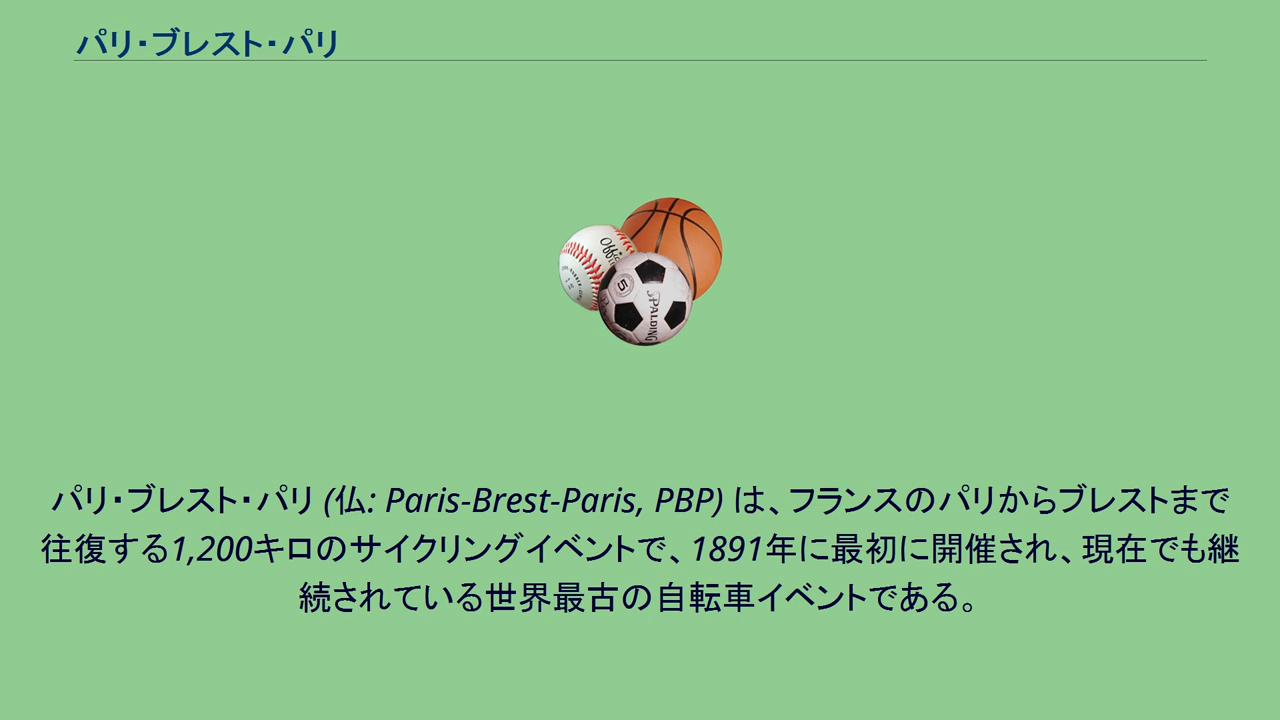 パリ・ブレスト・パリ
Offic
5
SPALDING
パリ・ブレスト・パリ (仏: Paris-Brest-Paris, PBP) は、フランスのパリからブレストまで
往復する1,200キロのサイクリングイベントで、1891年に最初に開催され、現在でも継
続されている世界最古の自転車イベントである。